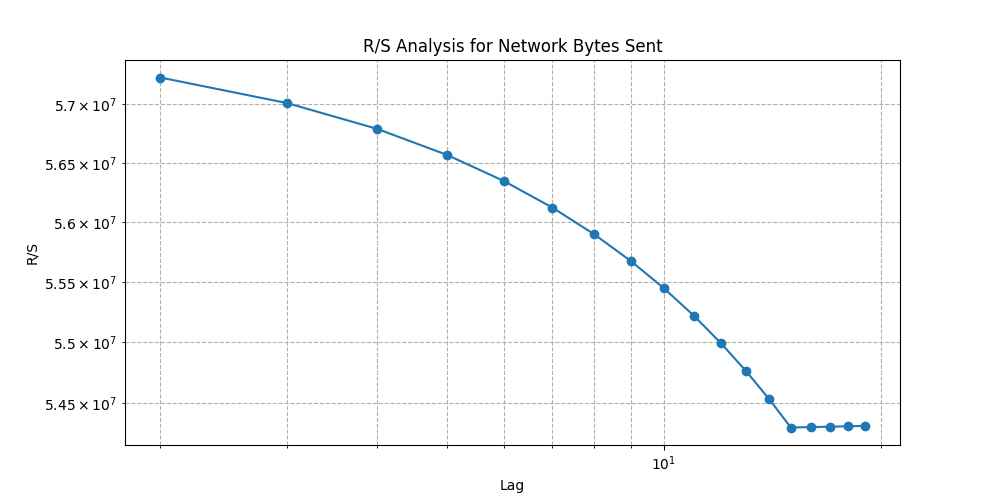 R/S Analysis for Network Bytes Sent
5.7 × 10⁷
5.65 × 10⁷
5.6 × 10⁷
5.55 × 10⁷
5.5 × 10⁷
5.45 × 10⁷
R/S
10¹
Lag